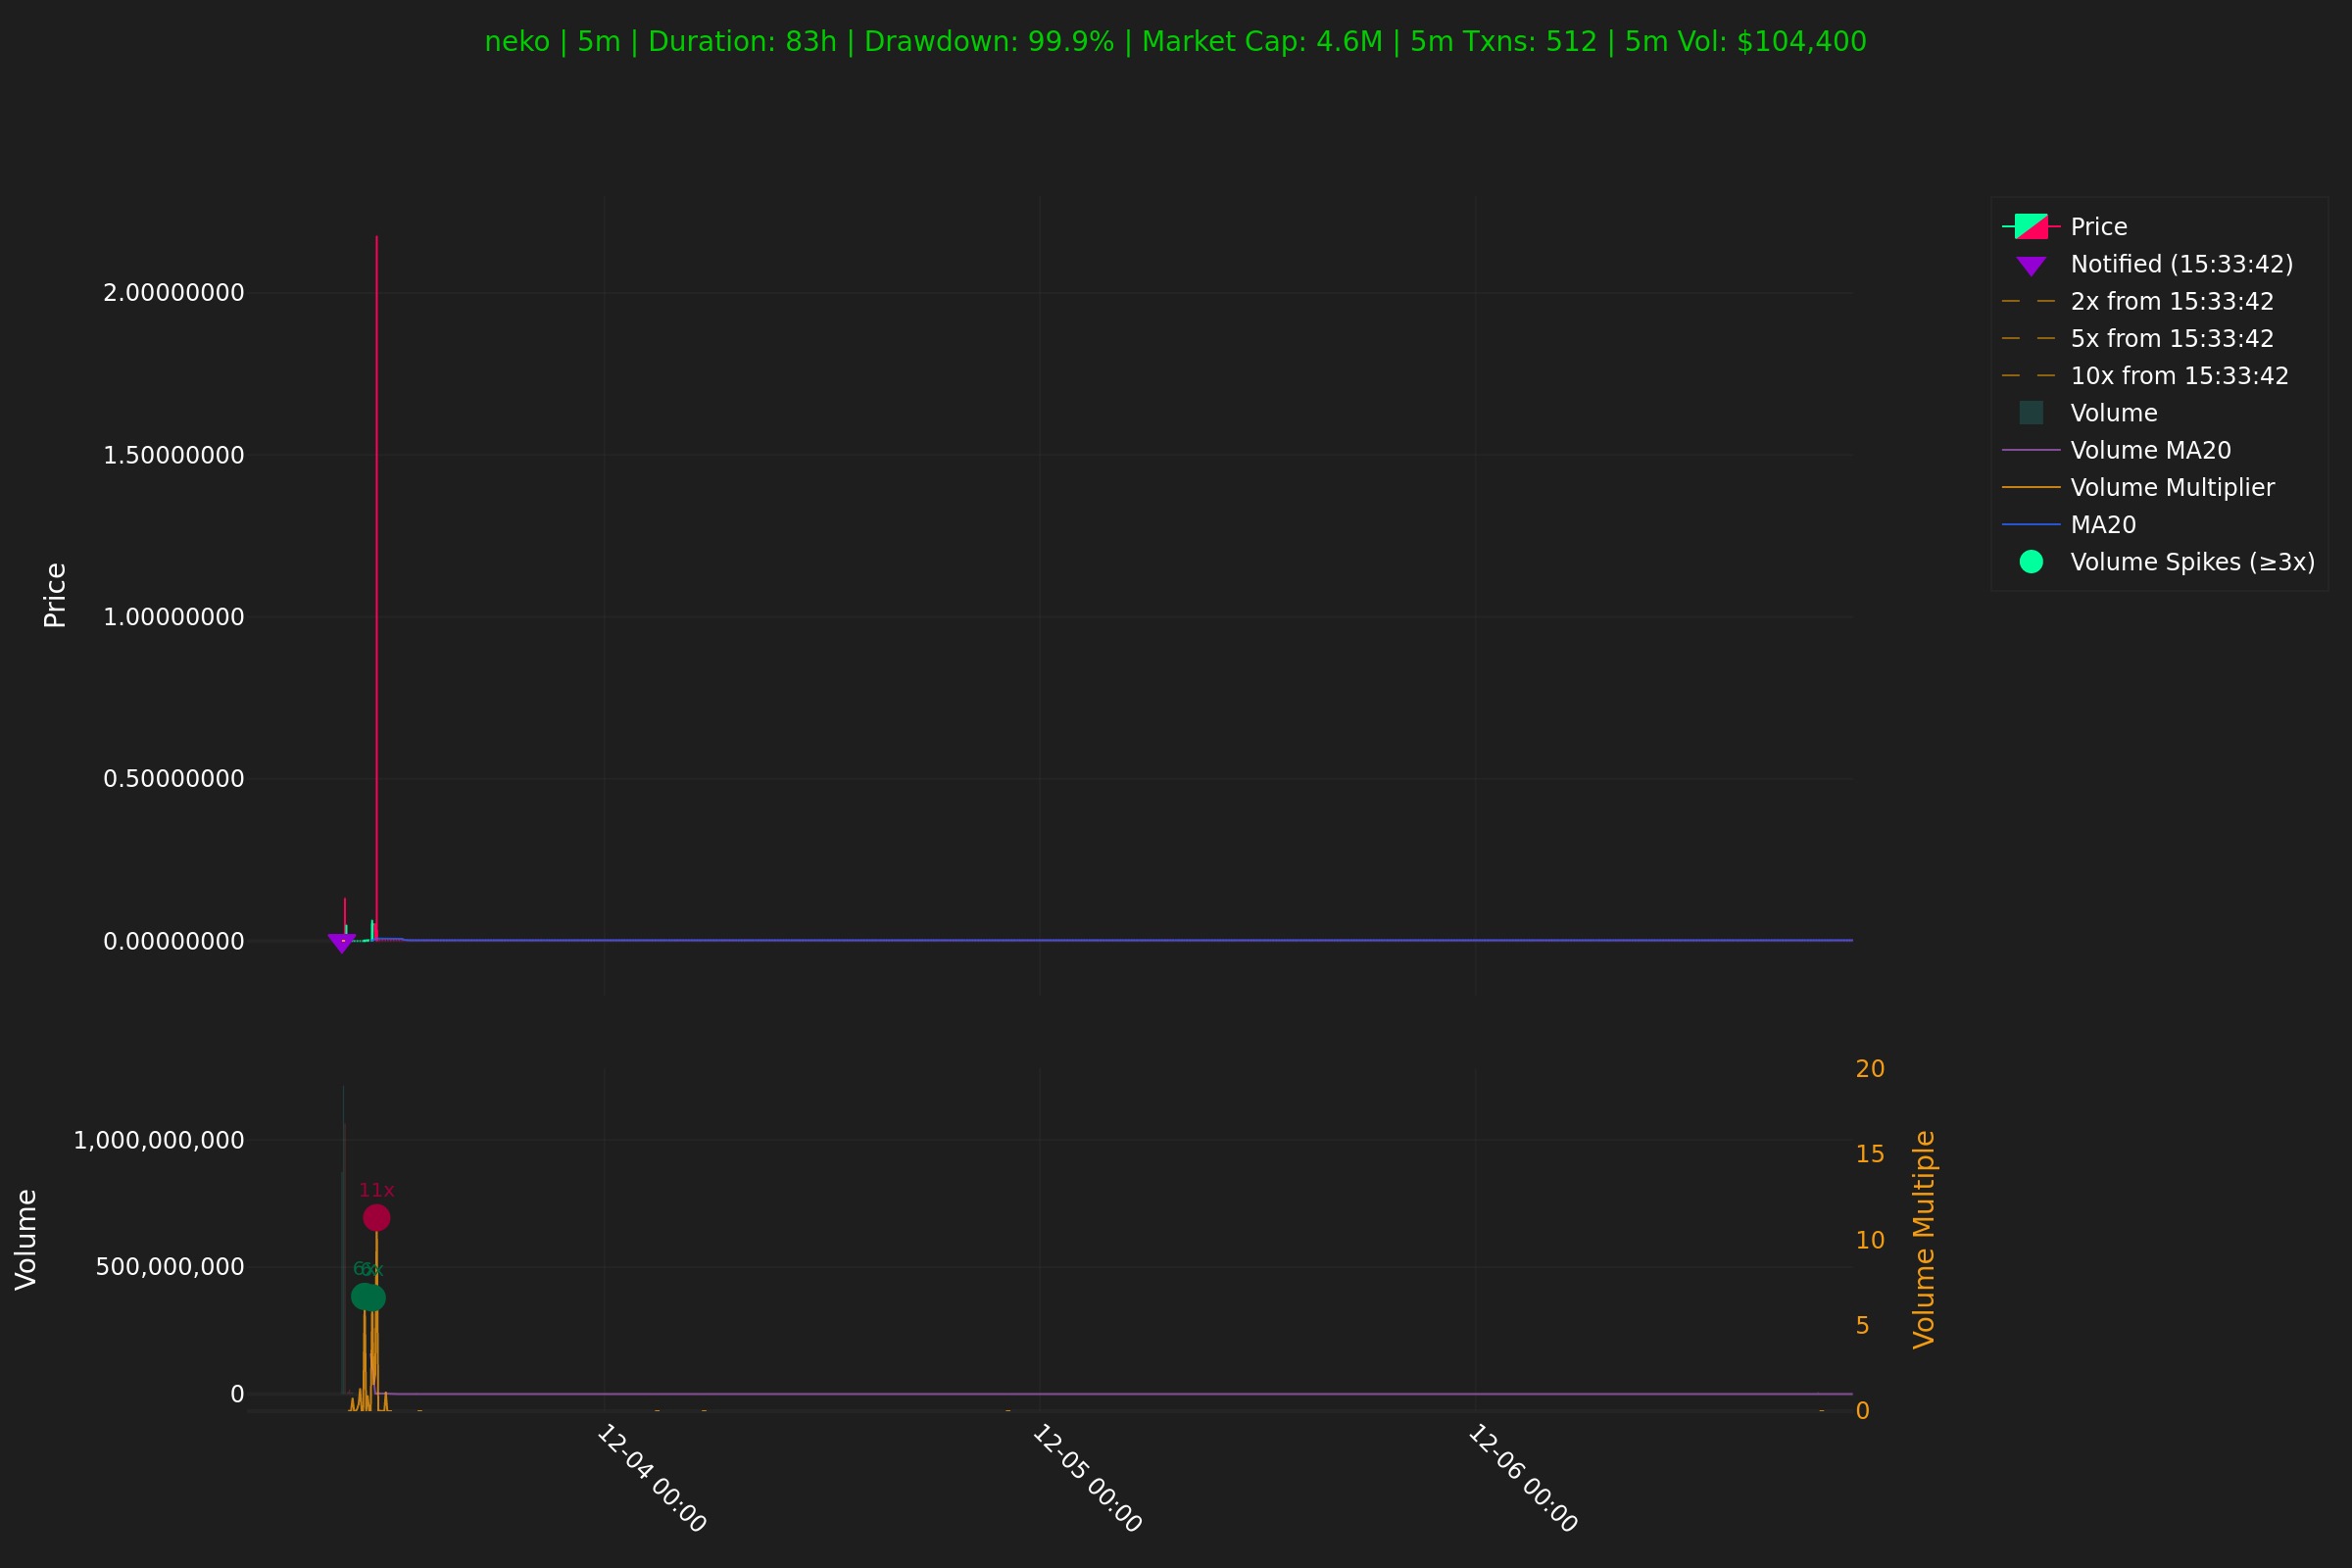 neko | 5m | Duration: 83h | Drawdown: 99.9% | Market Cap: 4.6M | 5m Txns: 512 | 5m Vol: $104,400
Price
2.00000000
1.50000000
1.00000000
0.50000000
0.00000000
Price
Notified (15:33:42)
2x from 15:33:42
5x from 15:33:42
10x from 15:33:42
Volume
Volume MA20
Volume Multiplier
MA20
Volume Spikes (≥3x)
Volume
1,000,000,000
500,000,000
0
11x
6x
6x
20
15
10
5
0
Volume Multiple
12-04 00:00
12-05 00:00
12-06 00:00